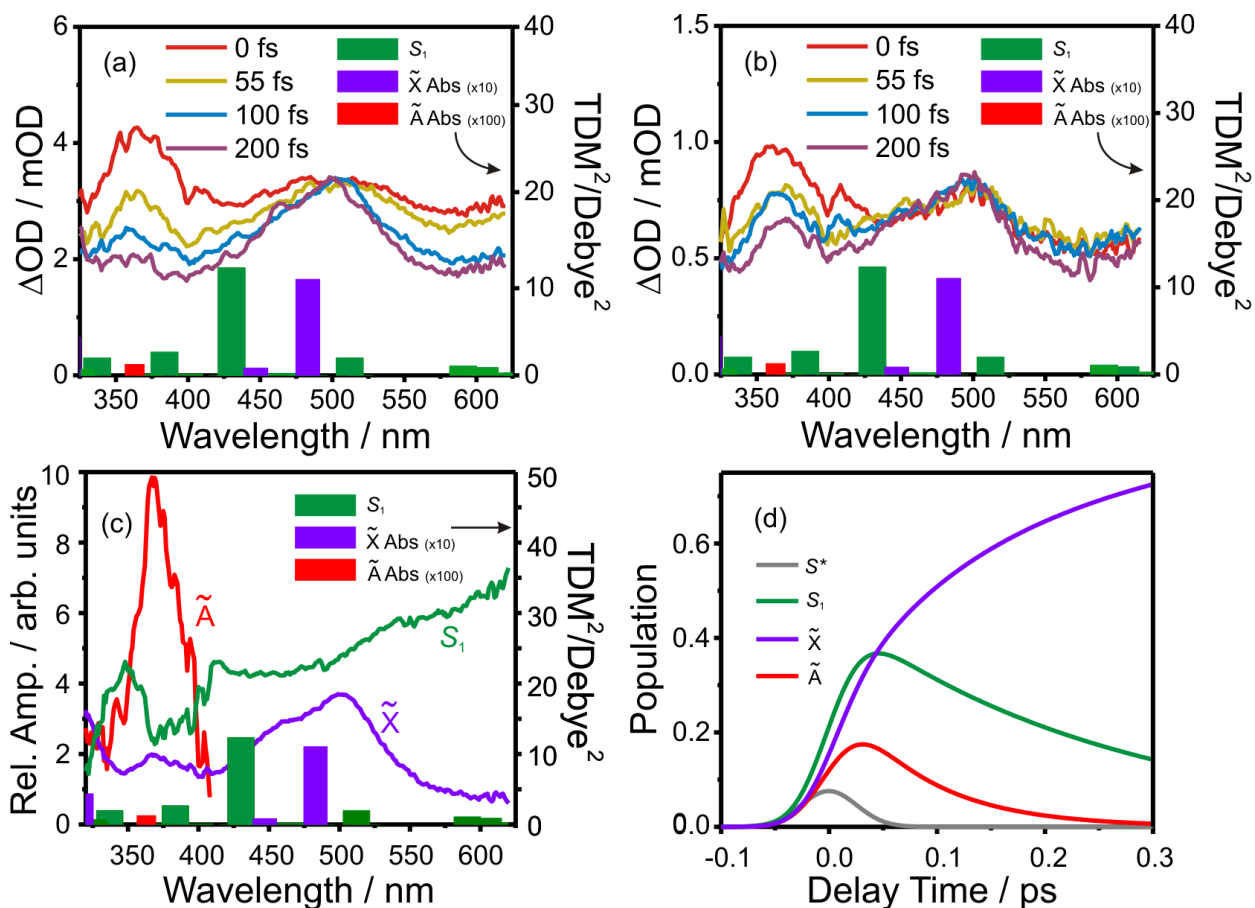 (a)
0 fs
55 fs
100 fs
200 fs
S₁
X̃ Abs (x10)
Ã Abs (x100)
ΔOD / mOD
0
2
4
6
TDM²/Debye²
0
10
20
30
40
350 400 450 500 550 600
Wavelength / nm
(b)
0 fs
55 fs
100 fs
200 fs
S₁
X̃ Abs (x10)
Ã Abs (x100)
ΔOD / mOD
0.0
0.5
1.0
1.5
TDM²/Debye²
0
10
20
30
40
350 400 450 500 550 600
Wavelength / nm
(c)
S₁
X̃ Abs (x10)
Ã Abs (x100)
Ã
S₁
X̃
Rel. Amp. / arb. units
0
2
4
6
8
10
TDM²/Debye²
0
10
20
30
40
50
350 400 450 500 550 600
Wavelength / nm
(d)
S*
S₁
X̃
Ã
Population
0.0
0.2
0.4
0.6
-0.1 0.0 0.1 0.2 0.3
Delay Time / ps